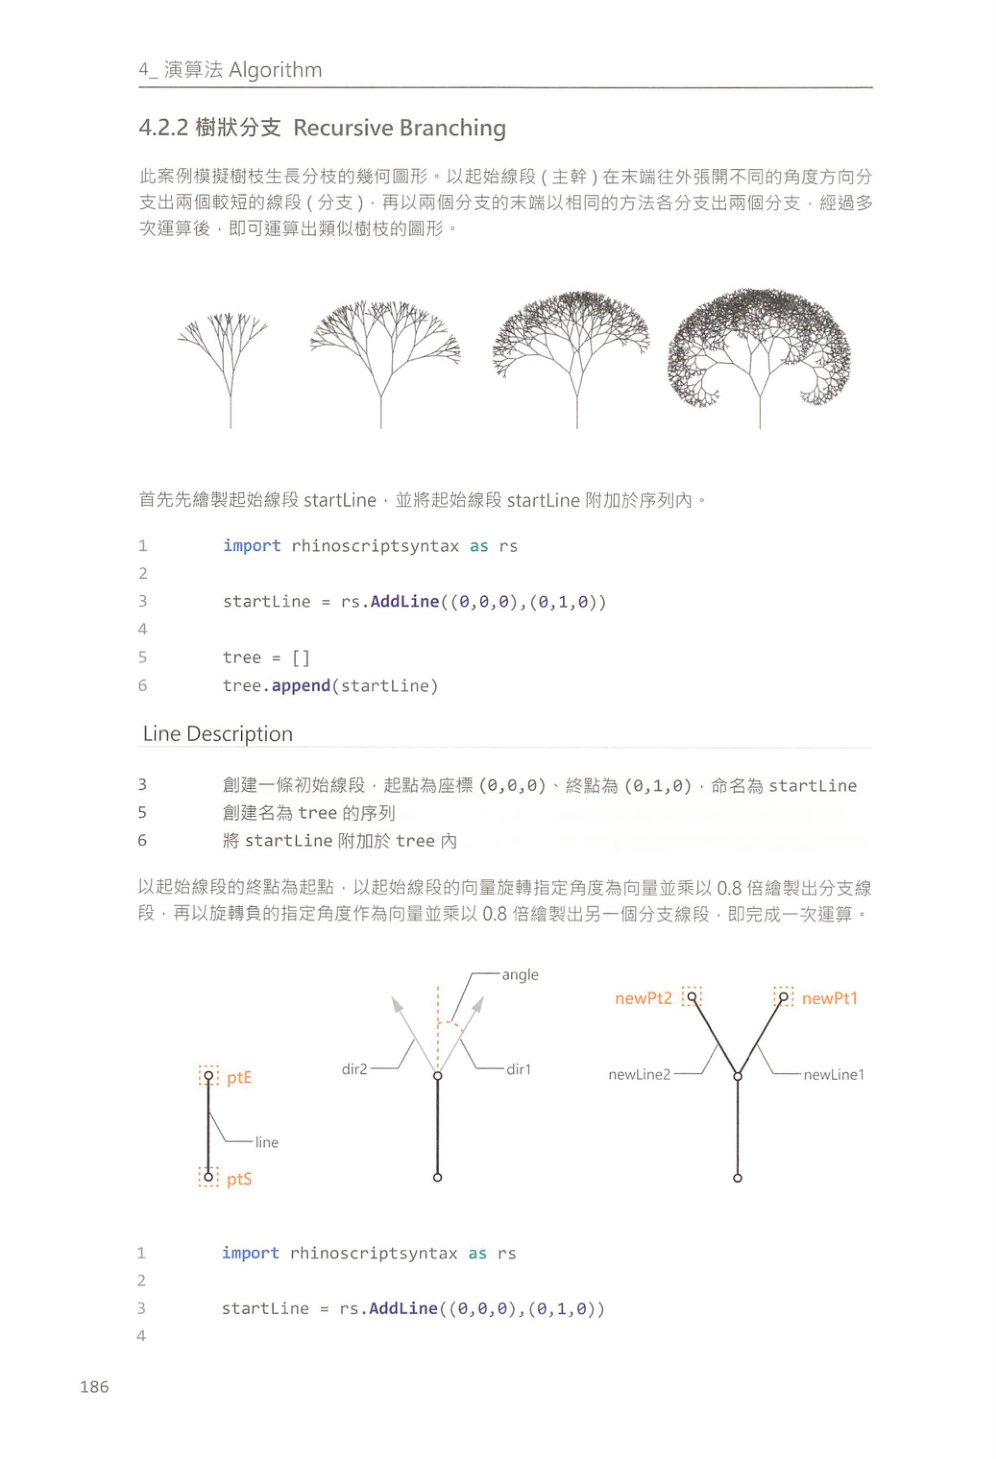 4_ 演算法 Algorithm
4.2.2 樹狀分支 Recursive Branching
此案例模擬樹枝生長分枝的幾何圖形。以起始線段 ( 主幹 ) 在末端往外張開不同的角度方向分
支出兩個較短的線段 ( 分支 )，再以兩個分支的末端以相同的方法各分支出兩個分支，經過多
次運算後，即可運算出類似樹枝的圖形。
首先先繪製起始線段 startLine，並將起始線段 startLine 附加於序列內。
1 import rhinoscriptsyntax as rs
2
3 startLine = rs.AddLine((0,0,0),(0,1,0))
4
5 tree = []
6 tree.append(startLine)
Line Description
3 創建一條初始線段，起點為座標 (0,0,0)、終點為 (0,1,0)，命名為 startLine
5 創建名為 tree 的序列
6 將 startLine 附加於 tree 內
以起始線段的終點為起點，以起始線段的向量旋轉指定角度為向量並乘以 0.8 倍繪製出分支線
段，再以旋轉負的指定角度作為向量並乘以 0.8 倍繪製出另一個分支線段，即完成一次運算。
ptE
line
ptS
angle
dir2
dir1
newPt2
newPt1
newLine2
newLine1
1 import rhinoscriptsyntax as rs
2
3 startLine = rs.AddLine((0,0,0),(0,1,0))
4
186